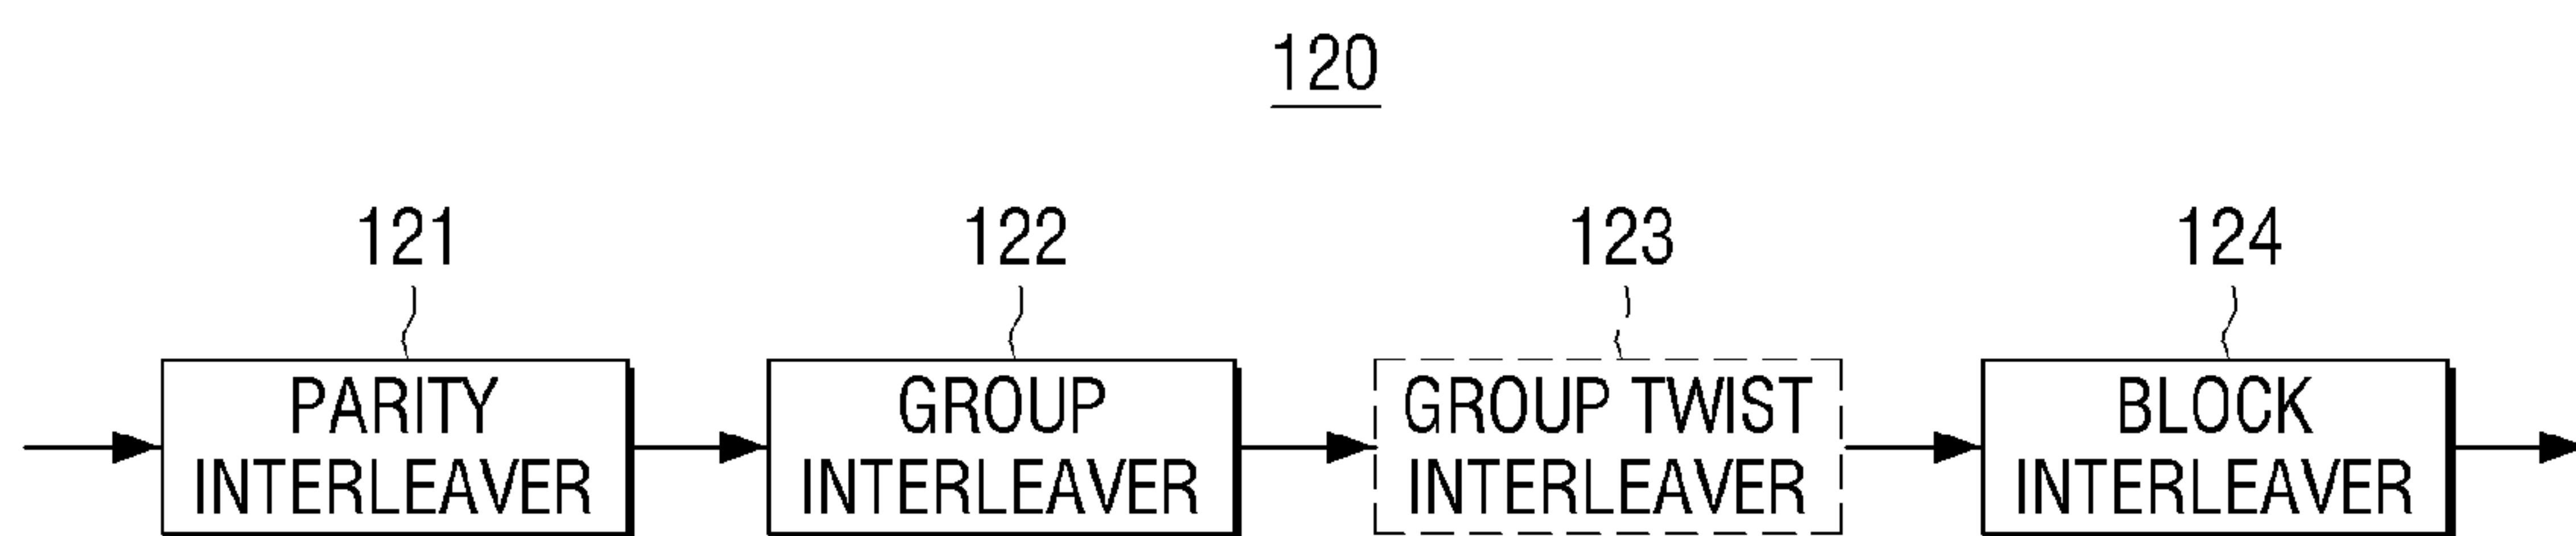 120
121
122
123
124
PARITY
INTERLEAVER
GROUP
INTERLEAVER
GROUP TWIST
INTERLEAVER
BLOCK
INTERLEAVER